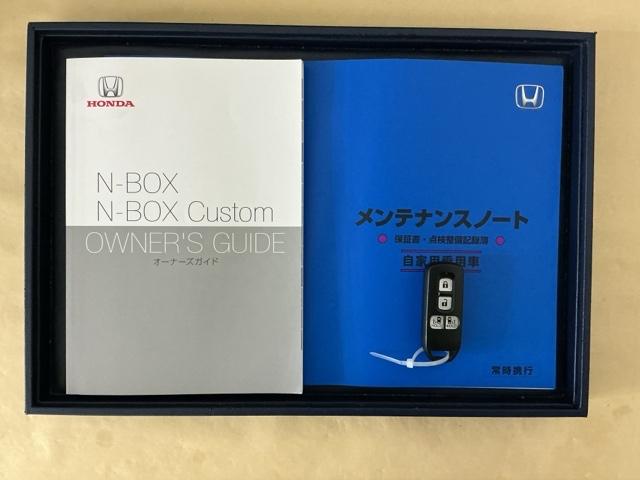 HONDA
N-BOX
N-BOX Custom
OWNER'S GUIDE
オーナーズガイド
メンテナンスノート
保証書・点検整備記録簿
自家用乗用車
常時携行